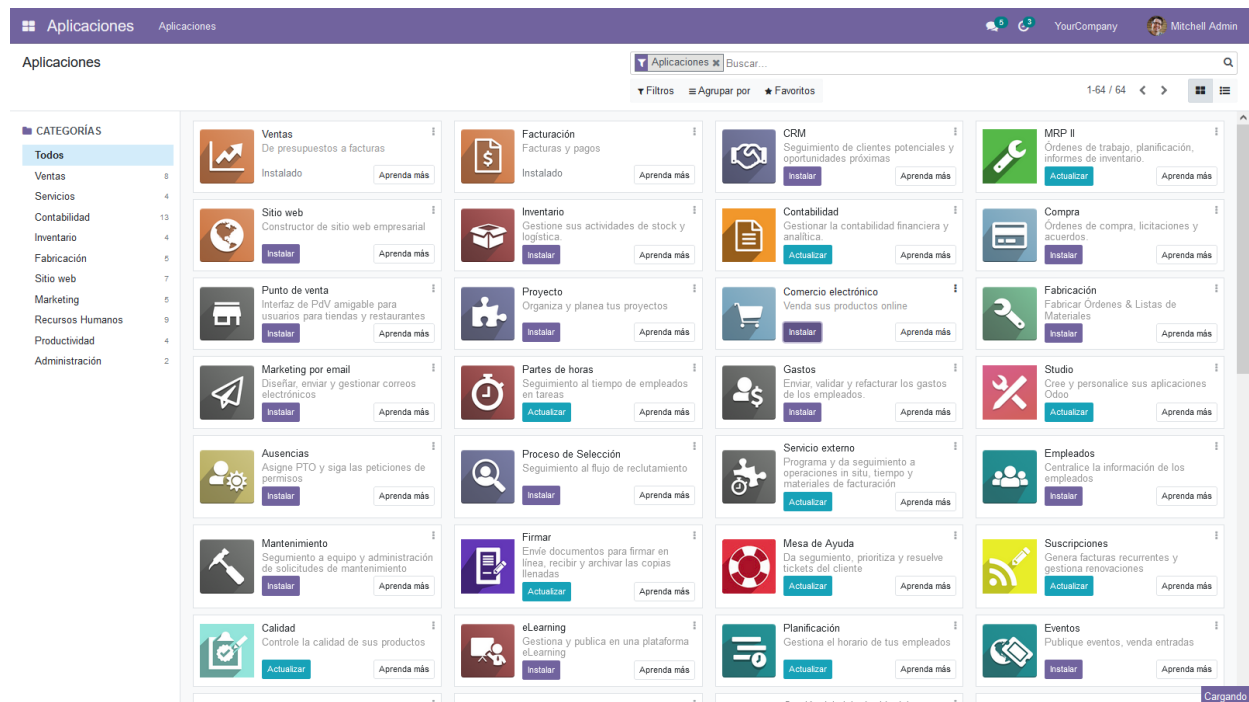 Aplicaciones
Aplicaciones
5
3
YourCompany
Mitchell Admin
Aplicaciones
Aplicaciones
Buscar...
Filtros
Agrupar por
Favoritos
1-64 / 64
CATEGORÍAS
Todos
Ventas 8
Servicios 4
Contabilidad 13
Inventario 4
Fabricación 5
Sitio web 7
Marketing 5
Recursos Humanos 9
Productividad 4
Administración 2
Ventas
De presupuestos a facturas
Instalado
Aprenda más
Facturación
Facturas y pagos
Instalado
Aprenda más
CRM
Seguimiento de clientes potenciales y
oportunidades próximas
Instalar
Aprenda más
MRP II
Órdenes de trabajo, planificación,
informes de inventario.
Actualizar
Aprenda más
Sitio web
Constructor de sitio web empresarial
Instalar
Aprenda más
Inventario
Gestione sus actividades de stock y
logística.
Instalar
Aprenda más
Contabilidad
Gestionar la contabilidad financiera y
analítica.
Actualizar
Aprenda más
Compra
Órdenes de compra, licitaciones y
acuerdos.
Instalar
Aprenda más
Punto de venta
Interfaz de PdV amigable para
usuarios para tiendas y restaurantes
Instalar
Aprenda más
Proyecto
Organiza y planea tus proyectos
Instalar
Aprenda más
Comercio electrónico
Venda sus productos online
Instalar
Aprenda más
Fabricación
Fabricar Órdenes & Listas de
Materiales
Instalar
Aprenda más
Marketing por email
Diseñar, enviar y gestionar correos
electrónicos
Instalar
Aprenda más
Partes de horas
Seguimiento al tiempo de empleados
en tareas
Actualizar
Aprenda más
Gastos
Enviar, validar y refacturar los gastos
de los empleados.
Instalar
Aprenda más
Studio
Cree y personalice sus aplicaciones
Odoo
Actualizar
Aprenda más
Ausencias
Asigne PTO y siga las peticiones de
permisos
Instalar
Aprenda más
Proceso de Selección
Seguimiento al flujo de reclutamiento
Instalar
Aprenda más
Servicio externo
Programa y da seguimiento a
operaciones in situ, tiempo y
materiales de facturación
Actualizar
Aprenda más
Empleados
Centralice la información de los
empleados
Instalar
Aprenda más
Mantenimiento
Segumiento a equipo y administración
de solicitudes de mantenimiento
Instalar
Aprenda más
Firmar
Envíe documentos para firmar en
línea, recibir y archivar las copias
llenadas
Actualizar
Aprenda más
Mesa de Ayuda
Da segumiento, prioritiza y resuelve
tickets del cliente
Actualizar
Aprenda más
Suscripciones
Genera facturas recurrentes y
gestiona renovaciones
Actualizar
Aprenda más
Calidad
Controle la calidad de sus productos
Actualizar
Aprenda más
eLearning
Gestiona y publica en una plataforma
eLearning
Instalar
Aprenda más
Planificación
Gestiona el horario de tus empleados
Actualizar
Aprenda más
Eventos
Publique eventos, venda entradas
Instalar
Aprenda más
Cargando